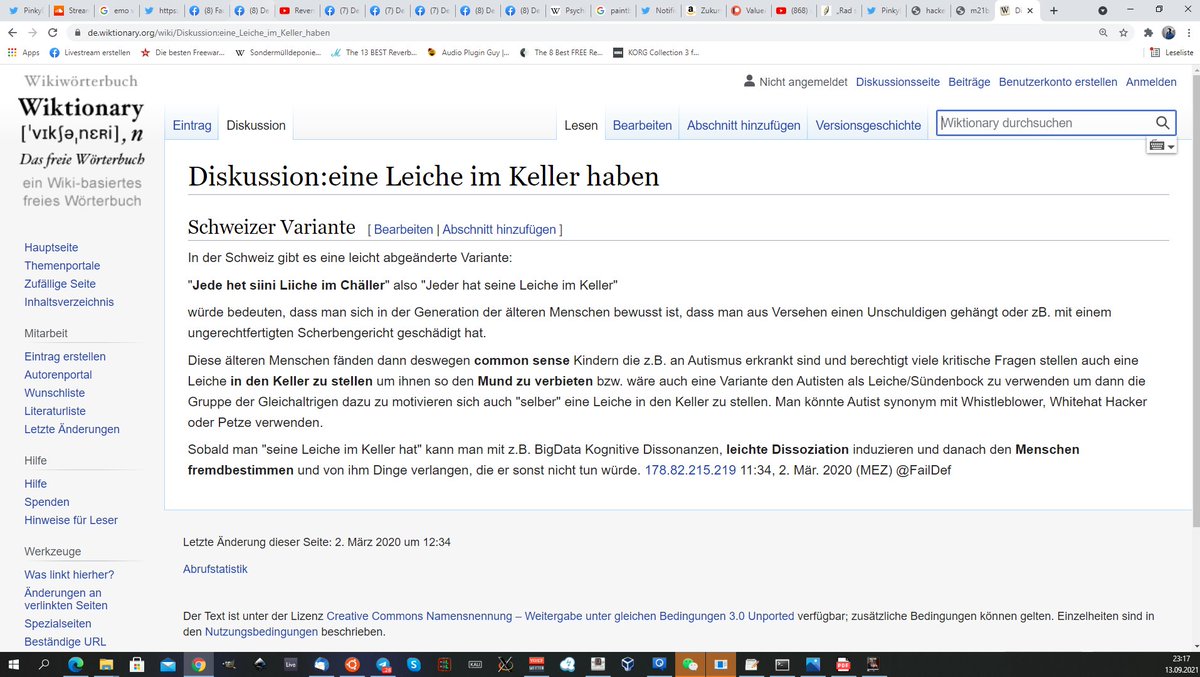 Pinky!
Strea
G emo v
https:
(8) Fa
(8) De
Rever
(7) De
(7) De
(7) De
(8) De
(8) De
W Psych
G paintb
Notifi
Zuku
a Value
(868)
_Rad
Pinky
hacke
m21b
W Di
de.wiktionary.org/wiki/Diskussion:eine_Leiche_im_Keller_haben
Apps
Livestream erstellen
Die besten Freewar...
W Sondermülldeponie...
The 13 BEST Reverb...
Audio Plugin Guy |...
The 8 Best FREE Re...
KORG Collection 3 f...
Leseliste
Wikiwörterbuch
Wiktionary
[ˈvɪkʃə̩nɛʀi], n
Das freie Wörterbuch
ein Wiki-basiertes
freies Wörterbuch
Nicht angemeldet Diskussionsseite Beiträge Benutzerkonto erstellen Anmelden
Eintrag Diskussion Lesen Bearbeiten Abschnitt hinzufügen Versionsgeschichte Wiktionary durchsuchen
Hauptseite
Themenportale
Zufällige Seite
Inhaltsverzeichnis
Mitarbeit
Eintrag erstellen
Autorenportal
Wunschliste
Literaturliste
Letzte Änderungen
Hilfe
Hilfe
Spenden
Hinweise für Leser
Werkzeuge
Was linkt hierher?
Änderungen an
verlinkten Seiten
Spezialseiten
Beständige URL
Diskussion:eine Leiche im Keller haben
Schweizer Variante [ Bearbeiten | Abschnitt hinzufügen ]
In der Schweiz gibt es eine leicht abgeänderte Variante:
"Jede het siini Liiche im Chäller" also "Jeder hat seine Leiche im Keller"
würde bedeuten, dass man sich in der Generation der älteren Menschen bewusst ist, dass man aus Versehen einen Unschuldigen gehängt oder zB. mit einem
ungerechtfertigten Scherbengericht geschädigt hat.
Diese älteren Menschen fänden dann deswegen common sense Kindern die z.B. an Autismus erkrankt sind und berechtigt viele kritische Fragen stellen auch eine
Leiche in den Keller zu stellen um ihnen so den Mund zu verbieten bzw. wäre auch eine Variante den Autisten als Leiche/Sündenbock zu verwenden um dann die
Gruppe der Gleichaltrigen dazu zu motivieren sich auch "selber" eine Leiche in den Keller zu stellen. Man könnte Autist synonym mit Whistleblower, Whitehat Hacker
oder Petze verwenden.
Sobald man "seine Leiche im Keller hat" kann man mit z.B. BigData Kognitive Dissonanzen, leichte Dissoziation induzieren und danach den Menschen
fremdbestimmen und von ihm Dinge verlangen, die er sonst nicht tun würde. 178.82.215.219 11:34, 2. Mär. 2020 (MEZ) @FailDef
Letzte Änderung dieser Seite: 2. März 2020 um 12:34
Abrufstatistik
Der Text ist unter der Lizenz Creative Commons Namensnennung – Weitergabe unter gleichen Bedingungen 3.0 Unported verfügbar; zusätzliche Bedingungen können gelten. Einzelheiten sind in
den Nutzungsbedingungen beschrieben.
Live
KALI
PDF
23:17
13.09.2021